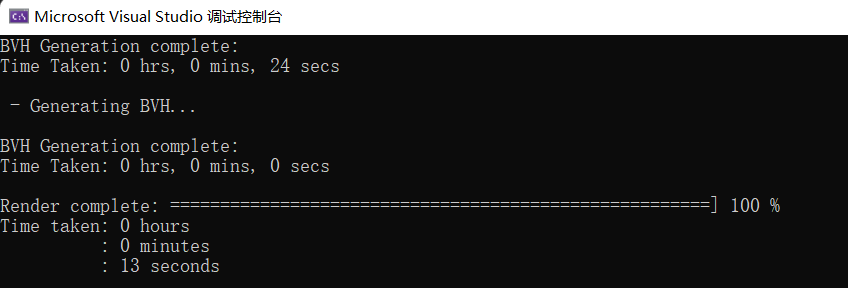 Microsoft Visual Studio 调试控制台
BVH Generation complete:
Time Taken: 0 hrs, 0 mins, 24 secs
- Generating BVH...
BVH Generation complete:
Time Taken: 0 hrs, 0 mins, 0 secs
Render complete: ======================================================] 100 %
Time taken: 0 hours
: 0 minutes
: 13 seconds